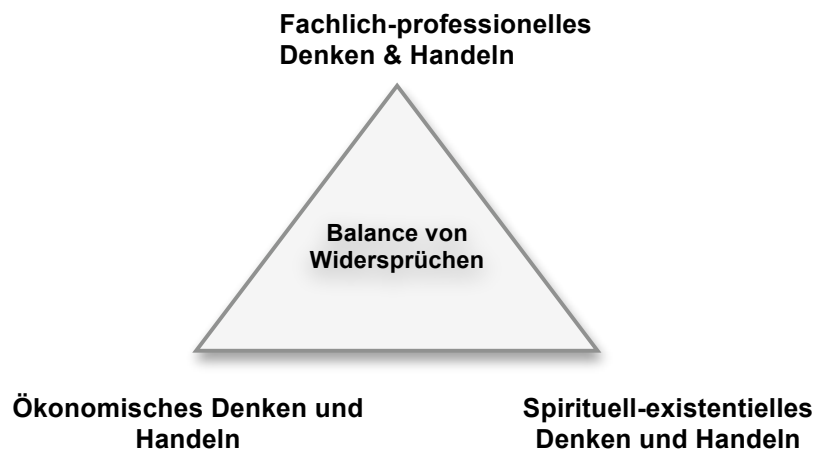 Fachlich-professionelles
Denken & Handeln
Balance von
Widersprüchen
Ökonomisches Denken und
Handeln
Spirituell-existentielles
Denken und Handeln